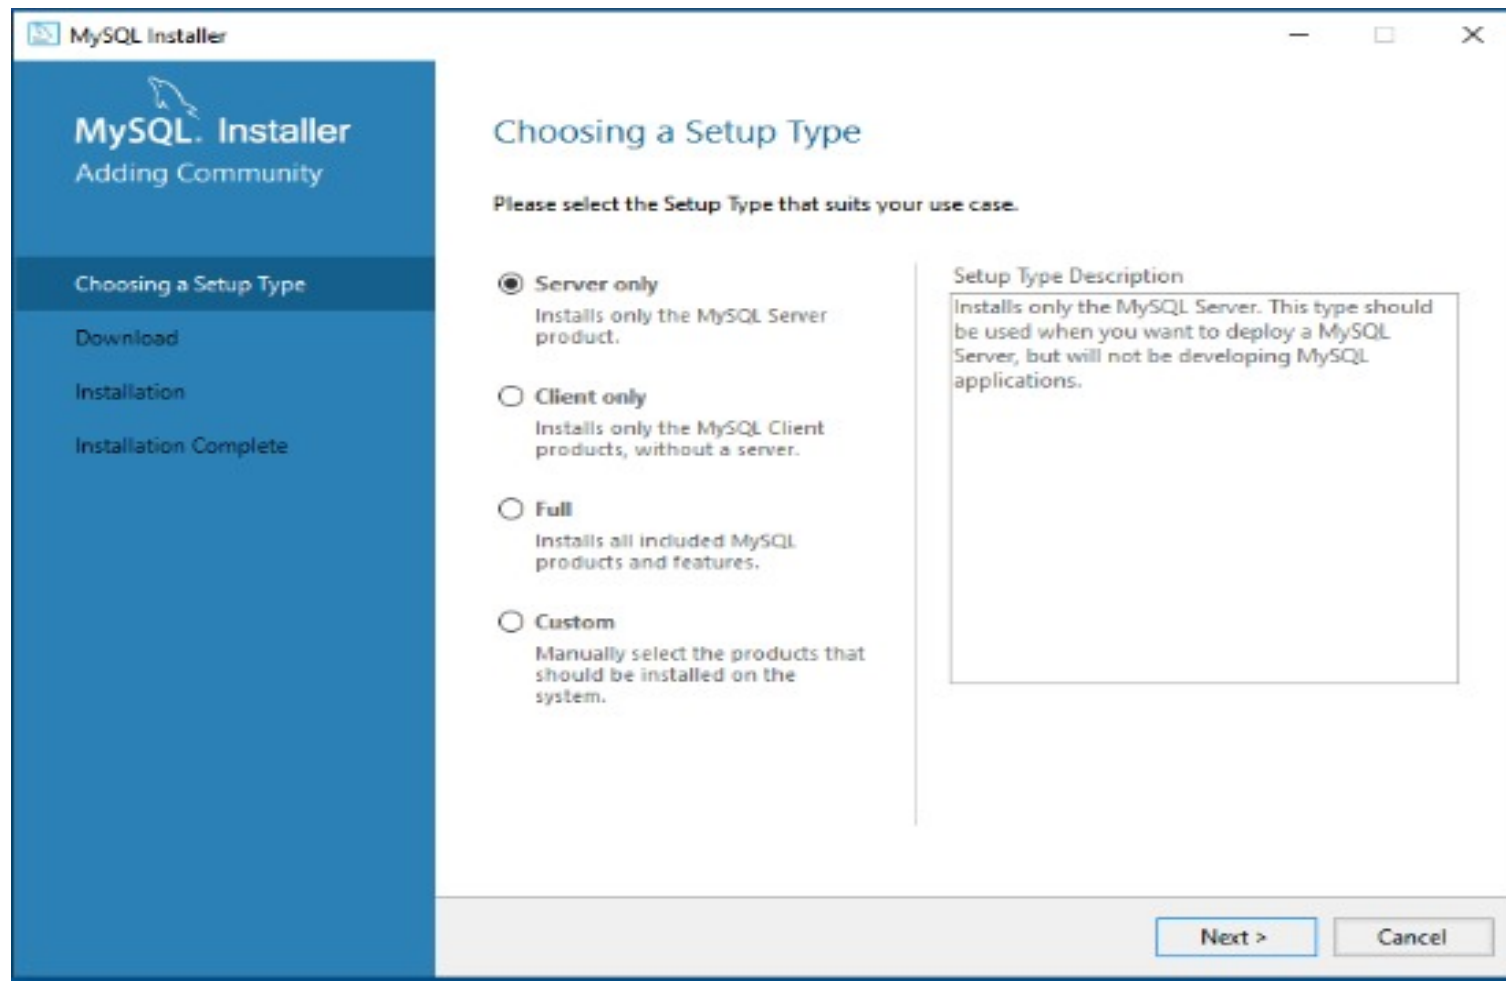 MySQL Installer
MySQL. Installer
Adding Community
Choosing a Setup Type
Download
Installation
Installation Complete
Choosing a Setup Type
Please select the Setup Type that suits your use case.
Server only
Installs only the MySQL Server
product.
Client only
Installs only the MySQL Client
products, without a server.
Full
Installs all included MySQL
products and features.
Custom
Manually select the products that
should be installed on the
system.
Setup Type Description
Installs only the MySQL Server. This type should
be used when you want to deploy a MySQL
Server, but will not be developing MySQL
applications.
Next >
Cancel